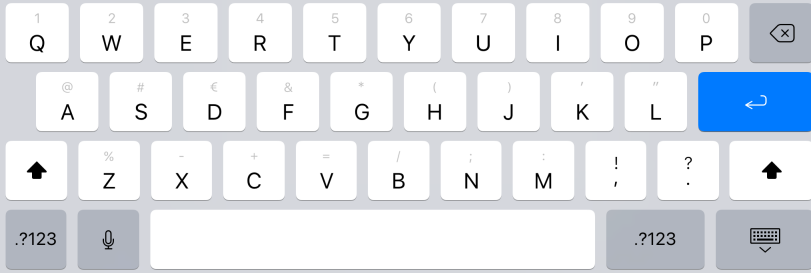 1 2 3 4 5 6 7 8 9 0
Q W E R T Y U I O P
@ # € & * ( ) ' "
A S D F G H J K L
% - + = / ; : ! ?
Z X C V B N M , .
.?123 .?123